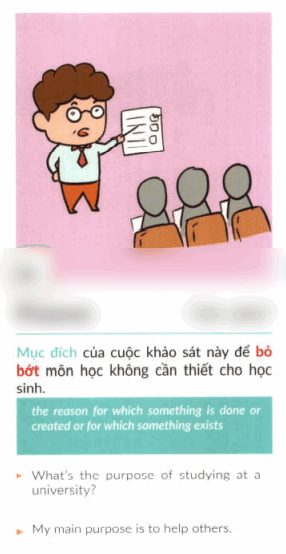 Mục đích của cuộc khảo sát này để bỏ
bớt môn học không cần thiết cho học
sinh.
the reason for which something is done or
created or for which something exists
What's the purpose of studying at a
university?
My main purpose is to help others.